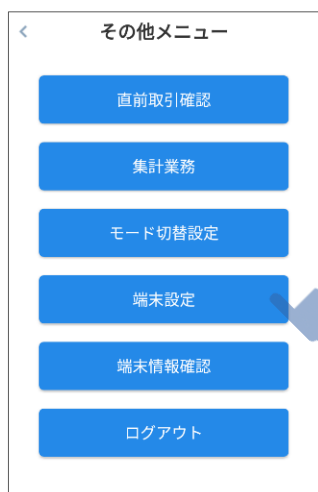 その他メニュー
直前取引確認
集計業務
モード切替設定
端末設定
端末情報確認
ログアウト